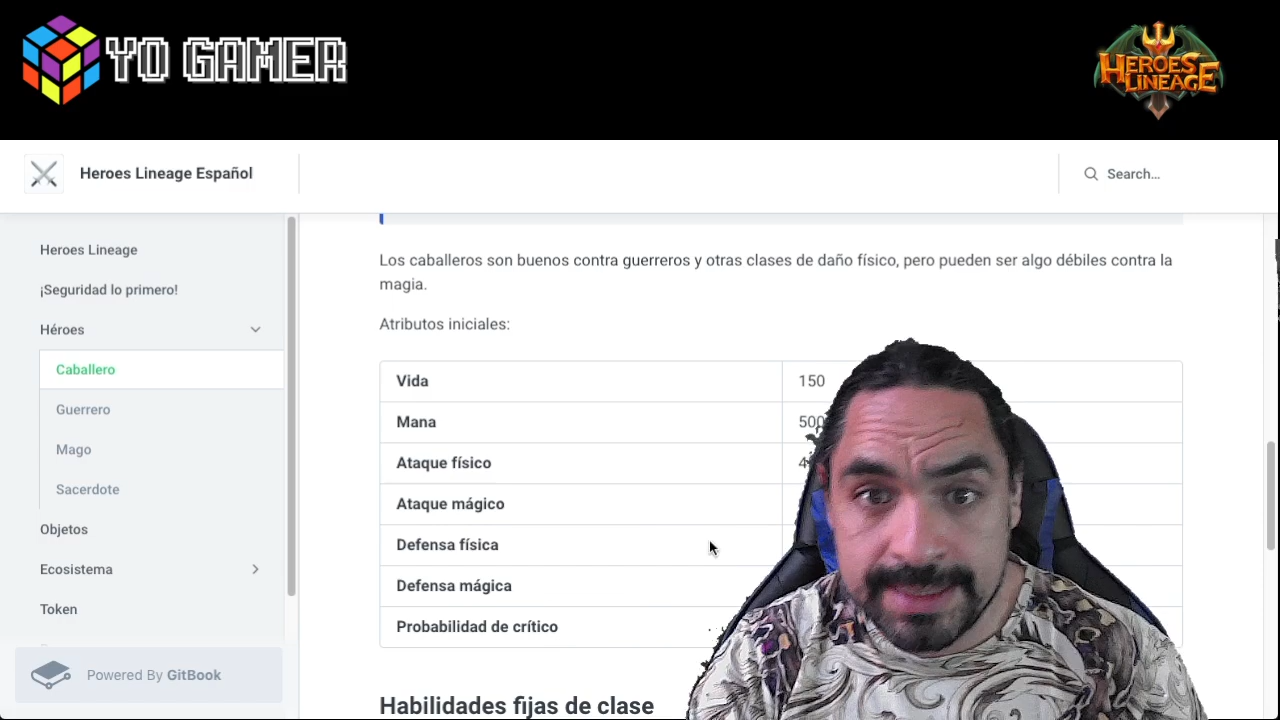 YO GAMER
HEROES
LINEAGE
Heroes Lineage Español
Search...
Heroes Lineage
¡Seguridad lo primero!
Héroes
Caballero
Guerrero
Mago
Sacerdote
Objetos
Ecosistema
Token
Powered By GitBook
Los caballeros son buenos contra guerreros y otras clases de daño físico, pero pueden ser algo débiles contra la
magia.
Atributos iniciales:
Vida 150
Mana 500
Ataque físico
Ataque mágico
Defensa física
Defensa mágica
Probabilidad de crítico
Habilidades fijas de clase